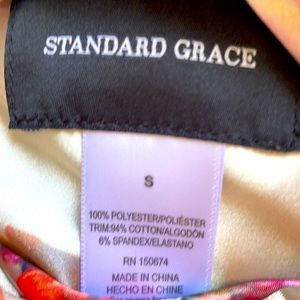 STANDARD GRACE
S
100% POLYESTER/POLIÉSTER
TRIM:94% COTTON/ALGODÓN
6% SPANDEX/ELASTANO
RN 150674
MADE IN CHINA
HECHO EN CHINE